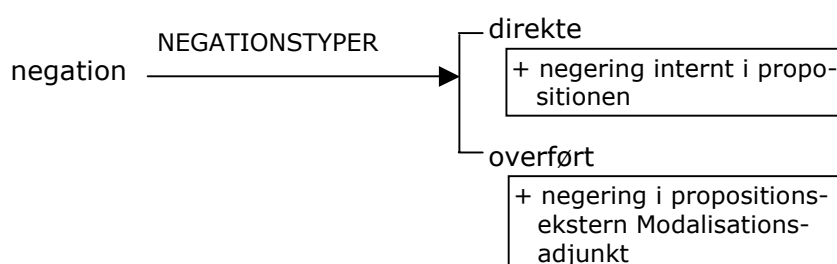 NEGATIONSTYPER
negation
direkte
+ negering internt i propo-
sitionen
overført
+ negering i propositions-
ekstern Modalisations-
adjunkt